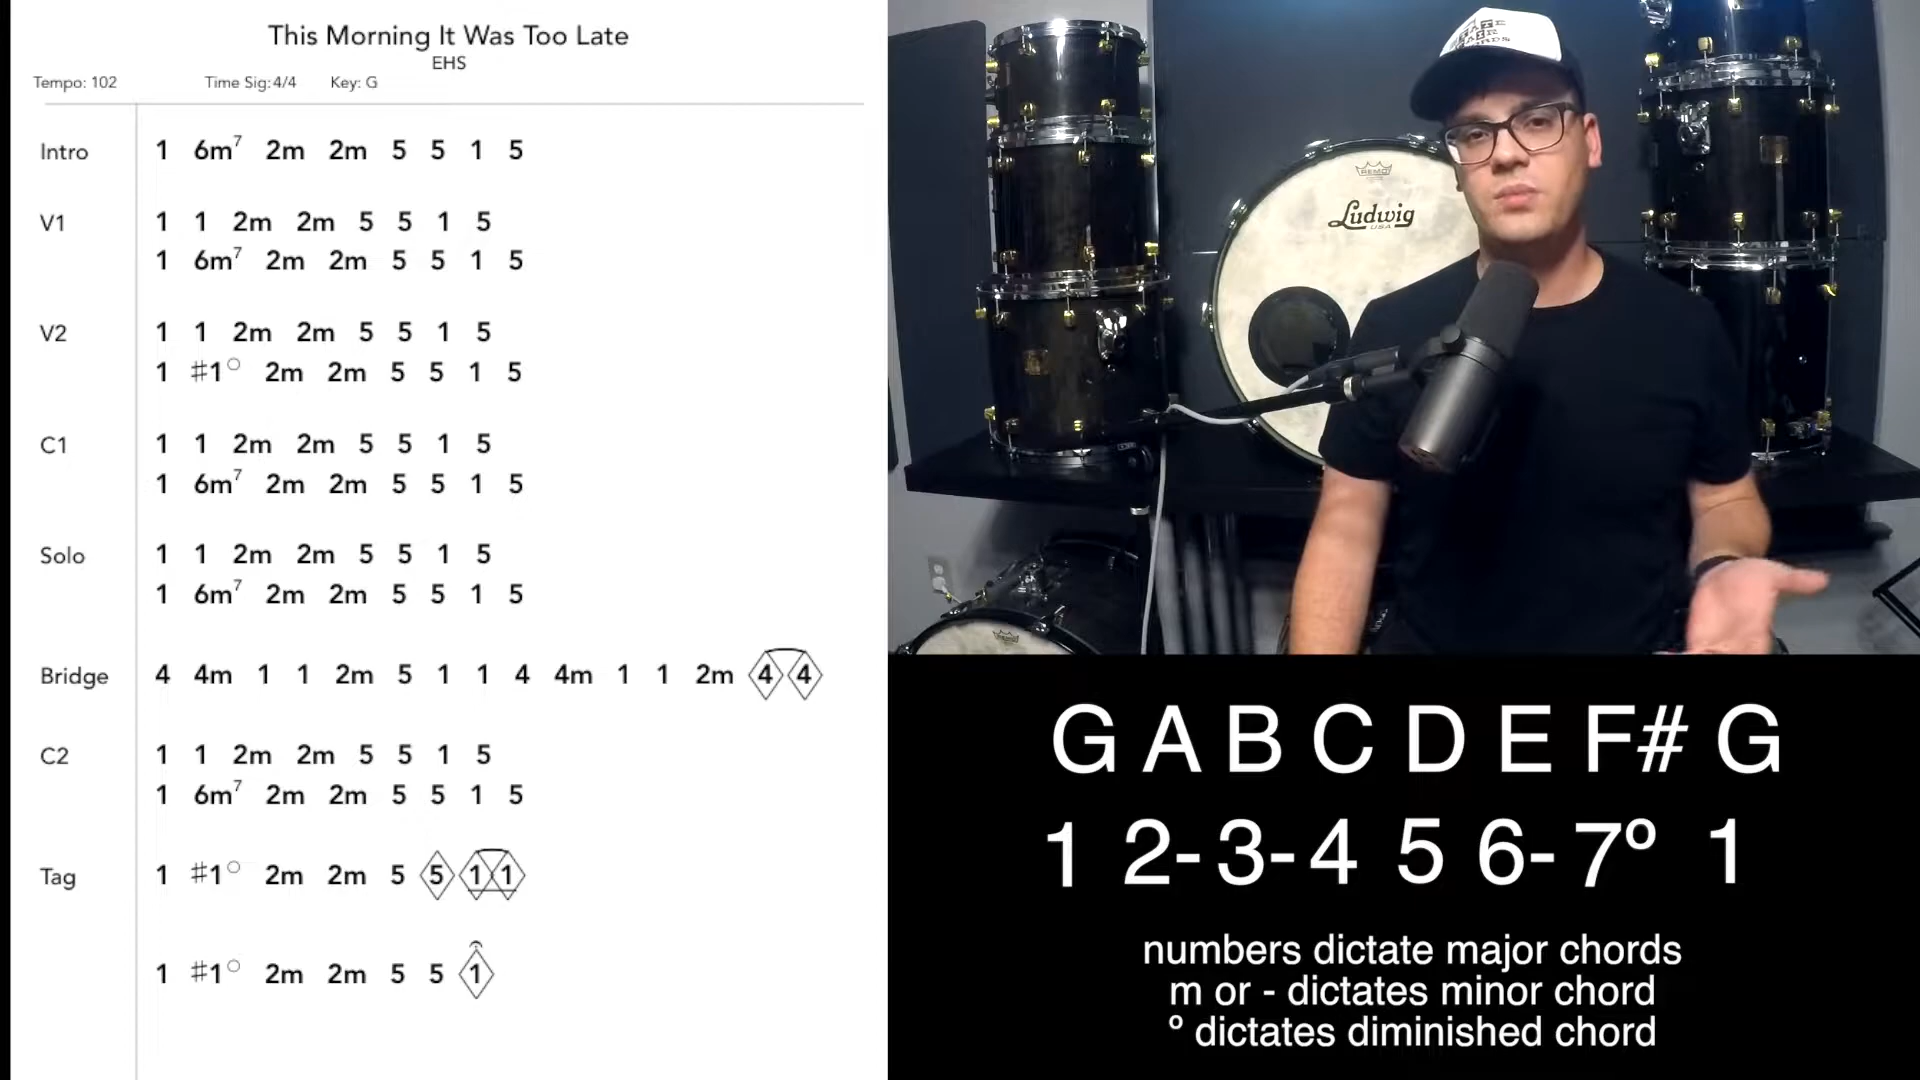 This Morning It Was Too Late
EHS
Tempo: 102 Time Sig: 4/4 Key: G
Intro 1 6m⁷ 2m 2m 5 5 1 5
V1 1 1 2m 2m 5 5 1 5
1 6m⁷ 2m 2m 5 5 1 5
V2 1 1 2m 2m 5 5 1 5
1 ♯1○ 2m 2m 5 5 1 5
C1 1 1 2m 2m 5 5 1 5
1 6m⁷ 2m 2m 5 5 1 5
Solo 1 1 2m 2m 5 5 1 5
1 6m⁷ 2m 2m 5 5 1 5
Bridge 4 4m 1 1 2m 5 1 1 4 4m 1 1 2m 4 4
C2 1 1 2m 2m 5 5 1 5
1 6m⁷ 2m 2m 5 5 1 5
Tag 1 ♯1○ 2m 2m 5 5 1 1
1 ♯1○ 2m 2m 5 5 1
REMO
Ludwig
USA
REMO
G A B C D E F# G
1 2- 3- 4 5 6- 7º 1
numbers dictate major chords
m or - dictates minor chord
º dictates diminished chord